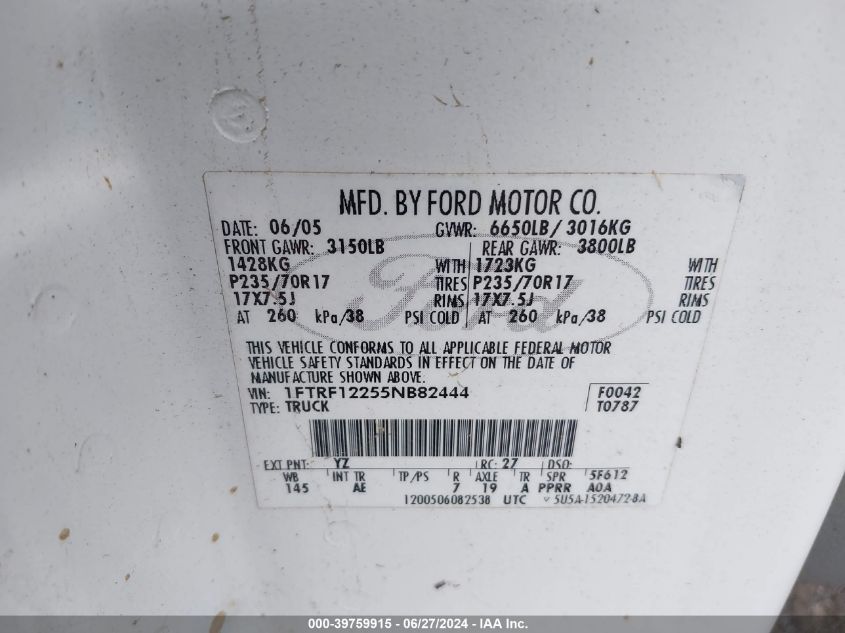 MFD. BY FORD MOTOR CO.
DATE: 06/05 GVWR: 6650LB/ 3016KG
FRONT GAWR: 3150LB REAR GAWR: 3800LB
1428KG WITH 1723KG WITH
P235/70R17 TIRES P235/70R17 TIRES
17X7.5J RIMS 17X7.5J RIMS
AT 260 kPa/38 PSI COLD AT 260 kPa/38 PSI COLD
Ford
THIS VEHICLE CONFORMS TO ALL APPLICABLE FEDERAL MOTOR
VEHICLE SAFETY STANDARDS IN EFFECT ON THE DATE OF
MANUFACTURE SHOWN ABOVE.
VIN: 1FTRF12255NB82444 F0042
TYPE: TRUCK T0787
EXT PNT: YZ RC: 27 DSO:
WB INT TR TP/PS R AXLE TR SPR 5F612
145 AE 7 19 A PPRR A0A
1200506082538 UTC 5U5A-1520472-8A
000-39759915 - 06/27/2024 - IAA Inc.